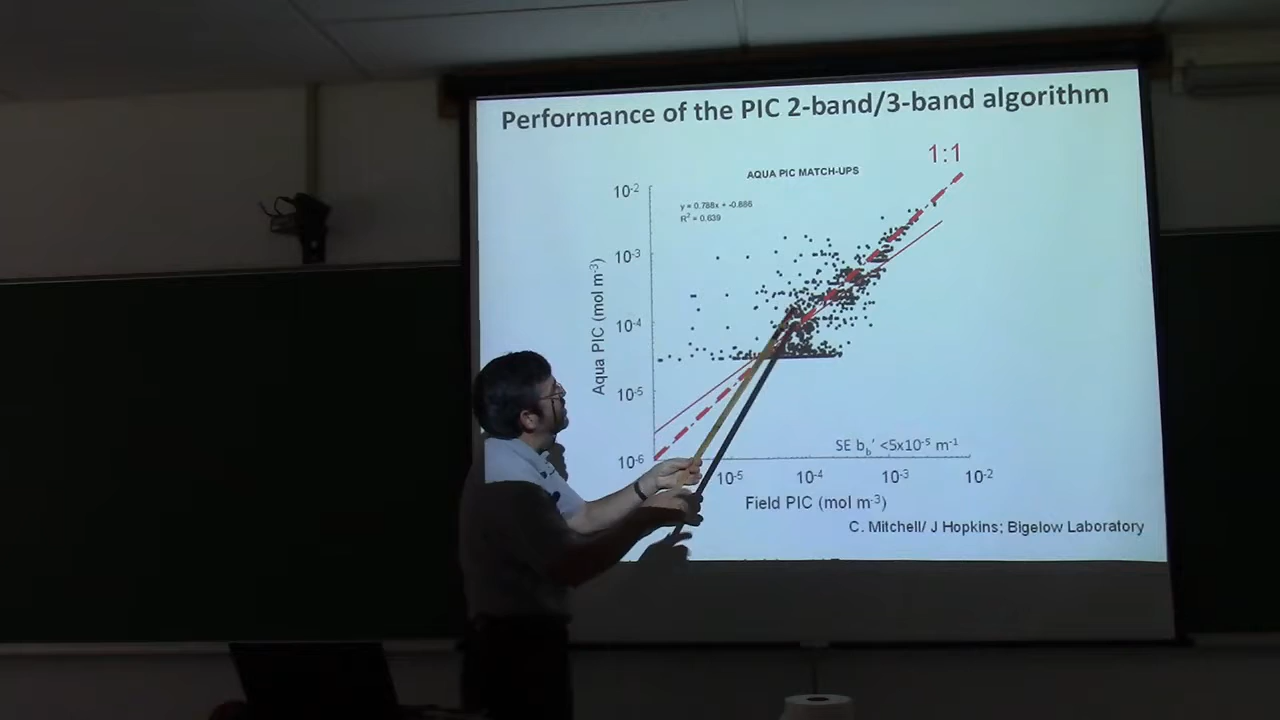 Performance of the PIC 2-band/3-band algorithm
1:1
AQUA PIC MATCH-UPS
y = 0.788x + -0.886
R² = 0.639
10⁻²
10⁻³
10⁻⁴
10⁻⁵
10⁻⁶
Aqua PIC (mol m⁻³)
SE b_b′ <5x10⁻⁵ m⁻¹
10⁻⁵
10⁻⁴
10⁻³
10⁻²
Field PIC (mol m⁻³)
C. Mitchell/ J Hopkins; Bigelow Laboratory